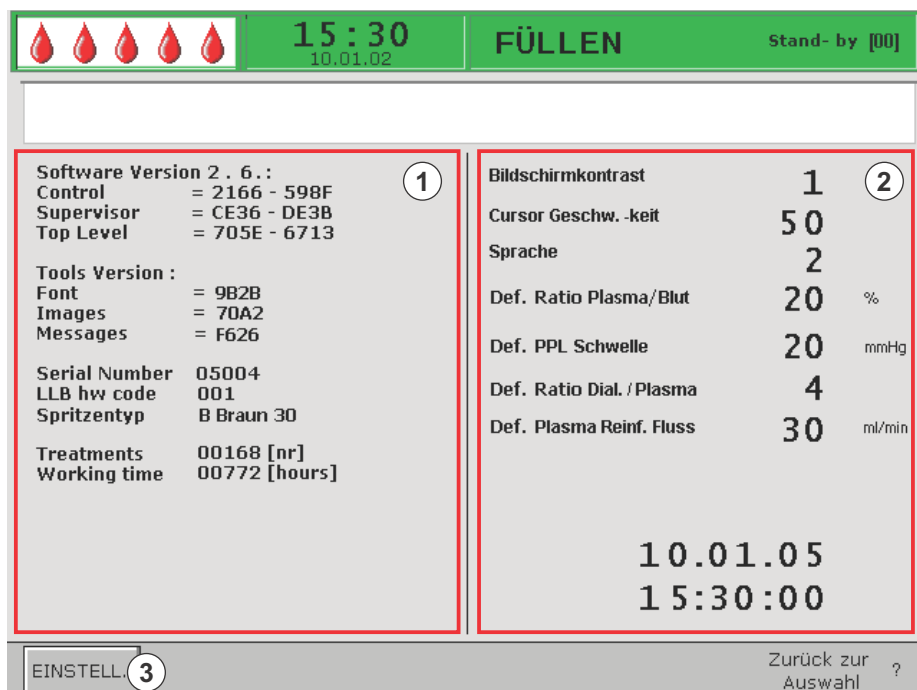 15:30
10.01.02
FÜLLEN
Stand- by [00]
Software Version 2 . 6.:
Control = 2166 - 598F
Supervisor = CE36 - DE3B
Top Level = 705E - 6713
Tools Version :
Font = 9B2B
Images = 70A2
Messages = F626
Serial Number 05004
LLB hw code 001
Spritzentyp B Braun 30
Treatments 00168 [nr]
Working time 00772 [hours]
1
Bildschirmkontrast 1
2
Cursor Geschw. -keit 50
Sprache 2
Def. Ratio Plasma/Blut 20 %
Def. PPL Schwelle 20 mmHg
Def. Ratio Dial. / Plasma 4
Def. Plasma Reinf. Fluss 30 ml/min
10.01.05
15:30:00
EINSTELL.
3
Zurück zur
Auswahl
?